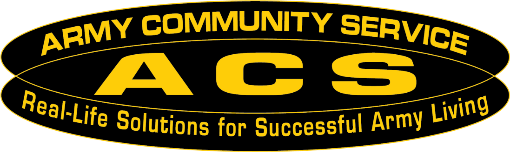 ARMY COMMUNITY SERVICE
ACS
Real-Life Solutions for Successful Army Living